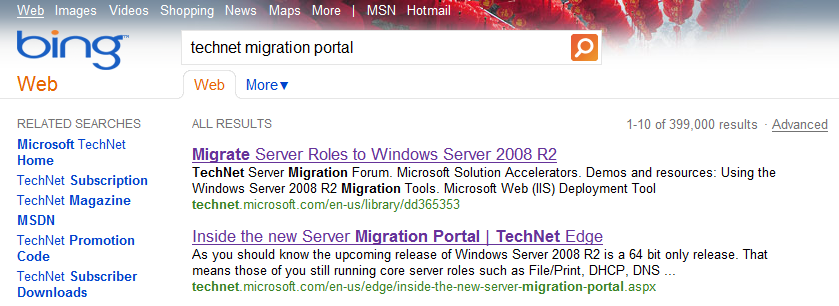 Web Images Videos Shopping News Maps More | MSN Hotmail
bing™
technet migration portal
Web
Web More▼
RELATED SEARCHES
Microsoft TechNet
Home
TechNet Subscription
TechNet Magazine
MSDN
TechNet Promotion
Code
TechNet Subscriber
Downloads
ALL RESULTS
1-10 of 399,000 results · Advanced
Migrate Server Roles to Windows Server 2008 R2
TechNet Server Migration Forum. Microsoft Solution Accelerators. Demos and resources: Using the
Windows Server 2008 R2 Migration Tools. Microsoft Web (IIS) Deployment Tool
technet.microsoft.com/en-us/library/dd365353
Inside the new Server Migration Portal | TechNet Edge
As you should know the upcoming release of Windows Server 2008 R2 is a 64 bit only release. That
means those of you still running core server roles such as File/Print, DHCP, DNS ...
technet.microsoft.com/en-us/edge/inside-the-new-server-migration-portal.aspx